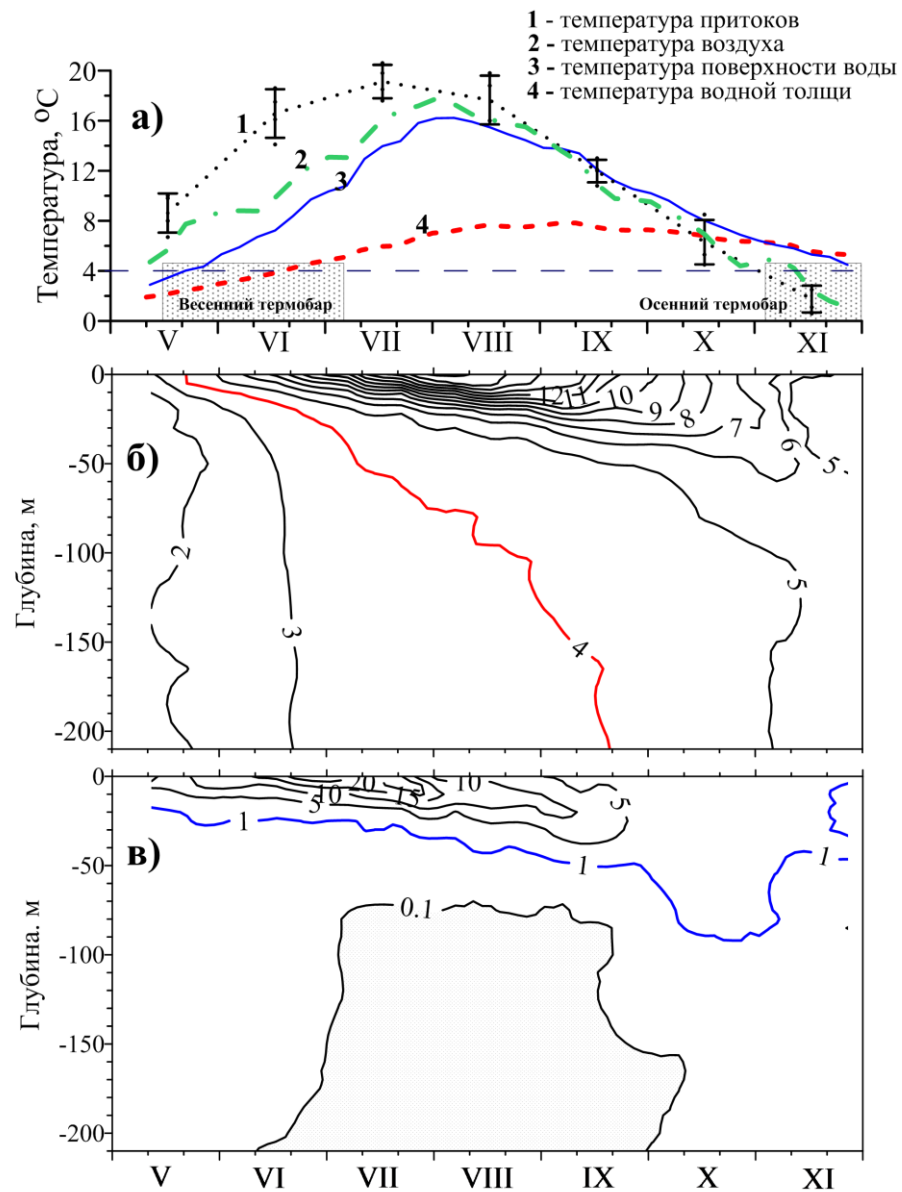 1 - температура притоков
2 - температура воздуха
3 - температура поверхности воды
4 - температура водной толщи
Температура, ºС
а)
20
16
12
8
4
0
1
2
3
4
Весенний термобар
Осенний термобар
V VI VII VIII IX X XI
Глубина, м
б)
0
-50
-100
-150
-200
2
3
4
5
12 11 10 9 8 7 6 5
Глубина. м
в)
0
-50
-100
-150
-200
20 10 15 5 10 5
1 1 1
0.1
V VI VII VIII IX X XI